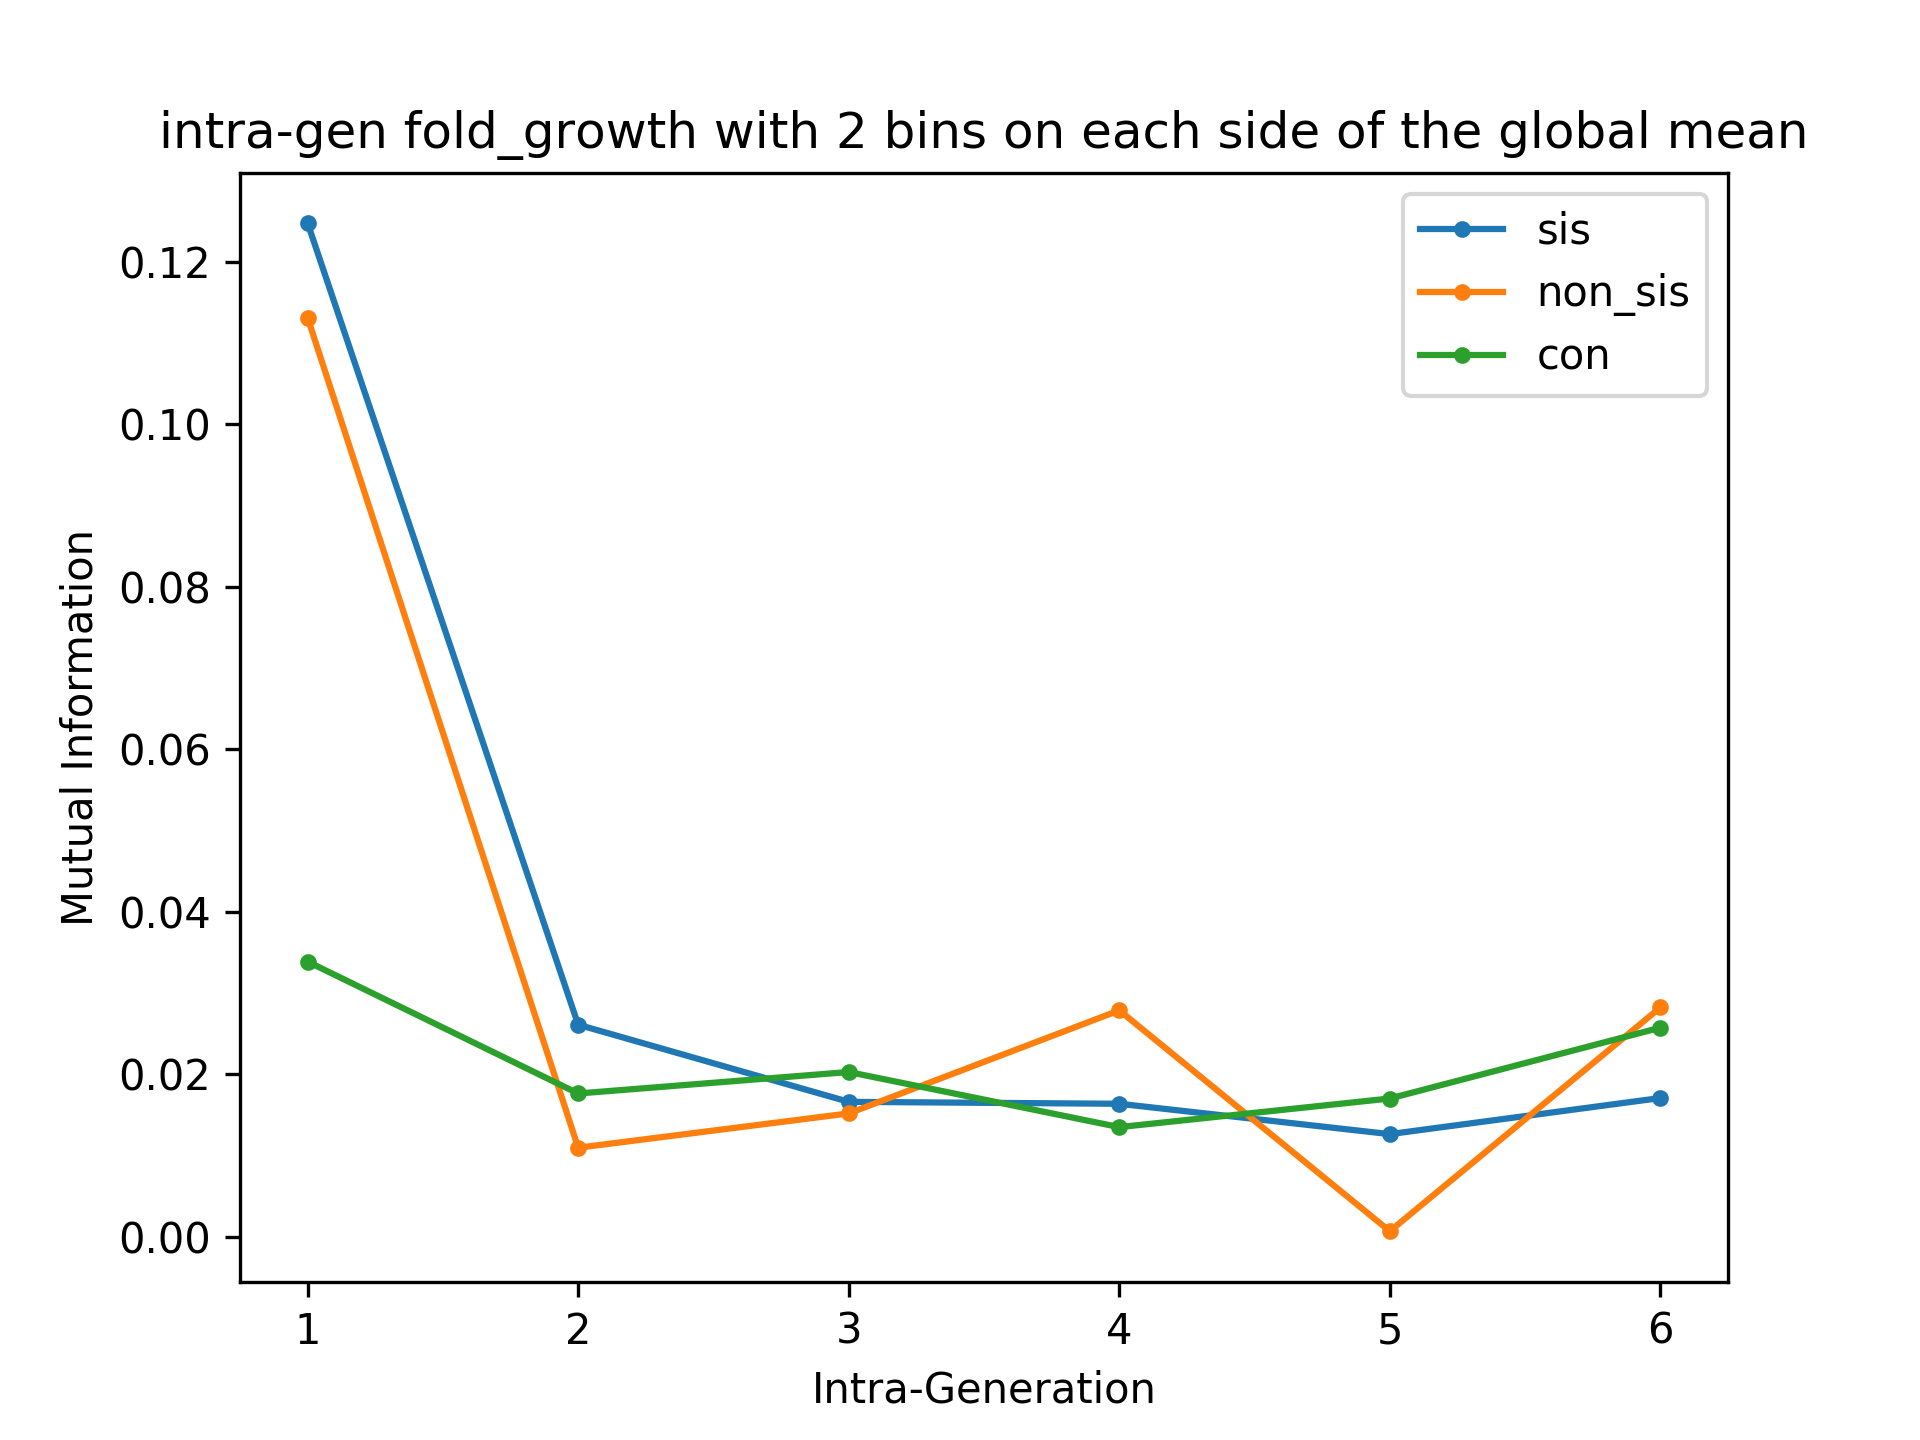 intra-gen fold_growth with 2 bins on each side of the global mean
sis
non_sis
con
0.12
0.10
0.08
0.06
0.04
0.02
0.00
Mutual Information
1 2 3 4 5 6
Intra-Generation